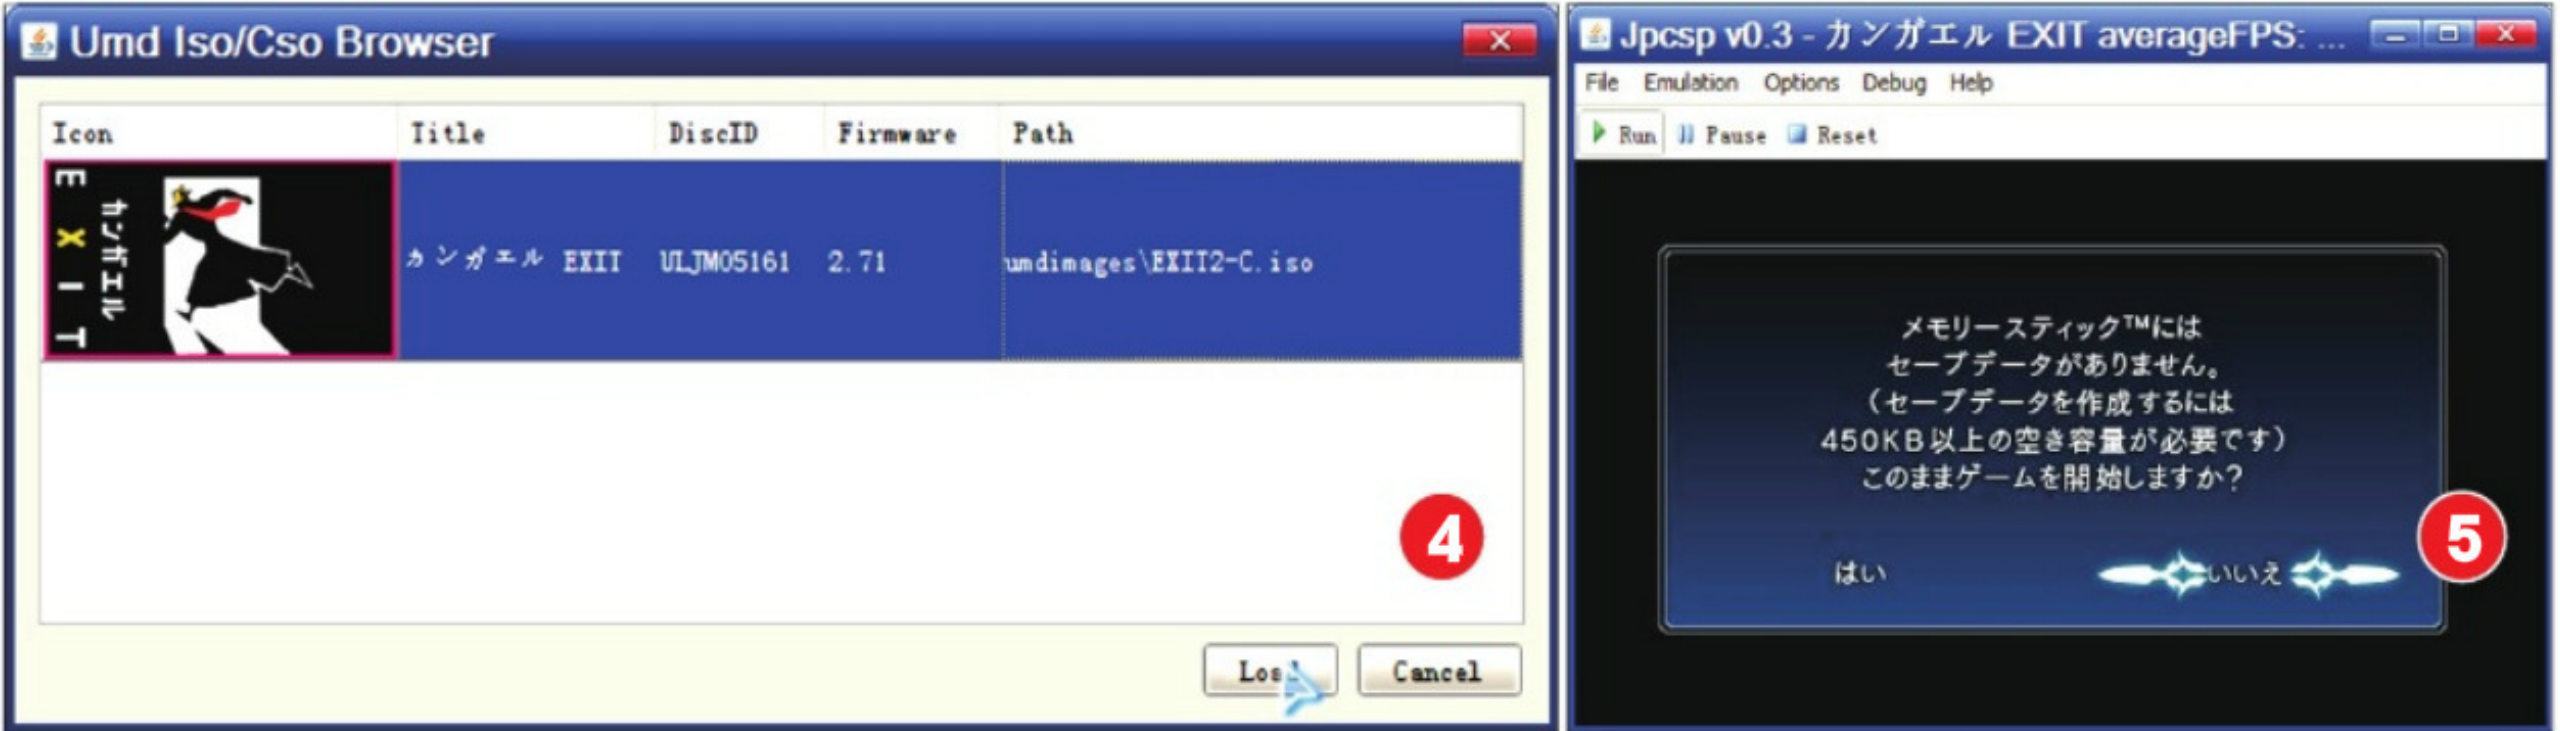 Umd Iso/Cso Browser
Icon Title DiscID Firmware Path
EXIT
カンガエル
カンガエル EXIT ULJM05161 2.71 umdimages\EXIT2-C.iso
4
Cancel
Jpcsp v0.3 - カンガエル EXIT averageFPS: ...
File Emulation Options Debug Help
Run Pause Reset
メモリースティック™には
セーブデータがありません。
（セーブデータを作成するには
450KB以上の空き容量が必要です）
このままゲームを開始しますか？
はい いいえ
5